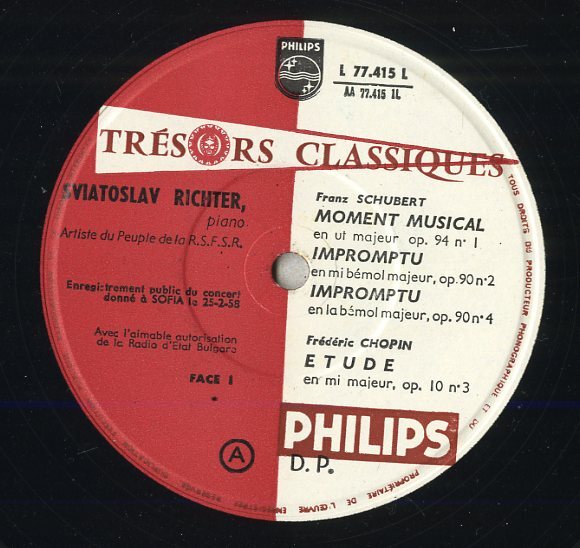 PHILIPS
L 77.415 L
AA 77.415 1L
TRÉSORS CLASSIQUES
SVIATOSLAV RICHTER,
piano
Artiste du Peuple de la R.S.F.S.R.
Enregistrement public du concert
donné à SOFIA le 25-2-58
Avec l'aimable autorisation
de la Radio d'Etat Bulgare
FACE 1
A
Franz SCHUBERT
MOMENT MUSICAL
en ut majeur op. 94 n° 1
IMPROMPTU
en mi bémol majeur, op. 90 n° 2
IMPROMPTU
en la bémol majeur, op. 90 n° 4
Frédéric CHOPIN
ETUDE
en mi majeur, op. 10 n° 3
PHILIPS
D.P.
TOUS DROITS DU PRODUCTEUR PHONOGRAPHIQUE ET DU PROPRIÉTAIRE DE L'ŒUVRE ENREGISTRÉE RÉSERVÉS